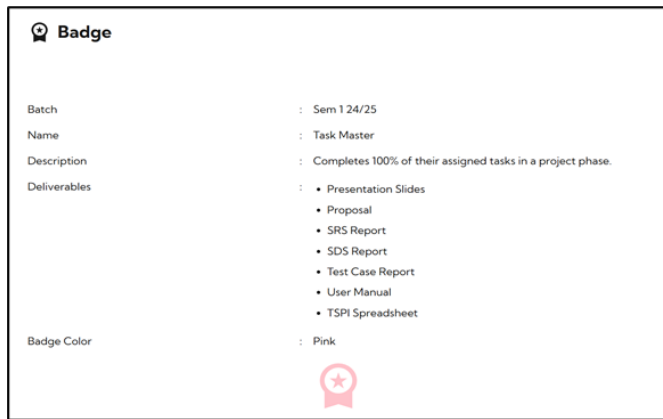 Badge
Batch : Sem 1 24/25
Name : Task Master
Description : Completes 100% of their assigned tasks in a project phase.
Deliverables : • Presentation Slides
• Proposal
• SRS Report
• SDS Report
• Test Case Report
• User Manual
• TSPI Spreadsheet
Badge Color : Pink